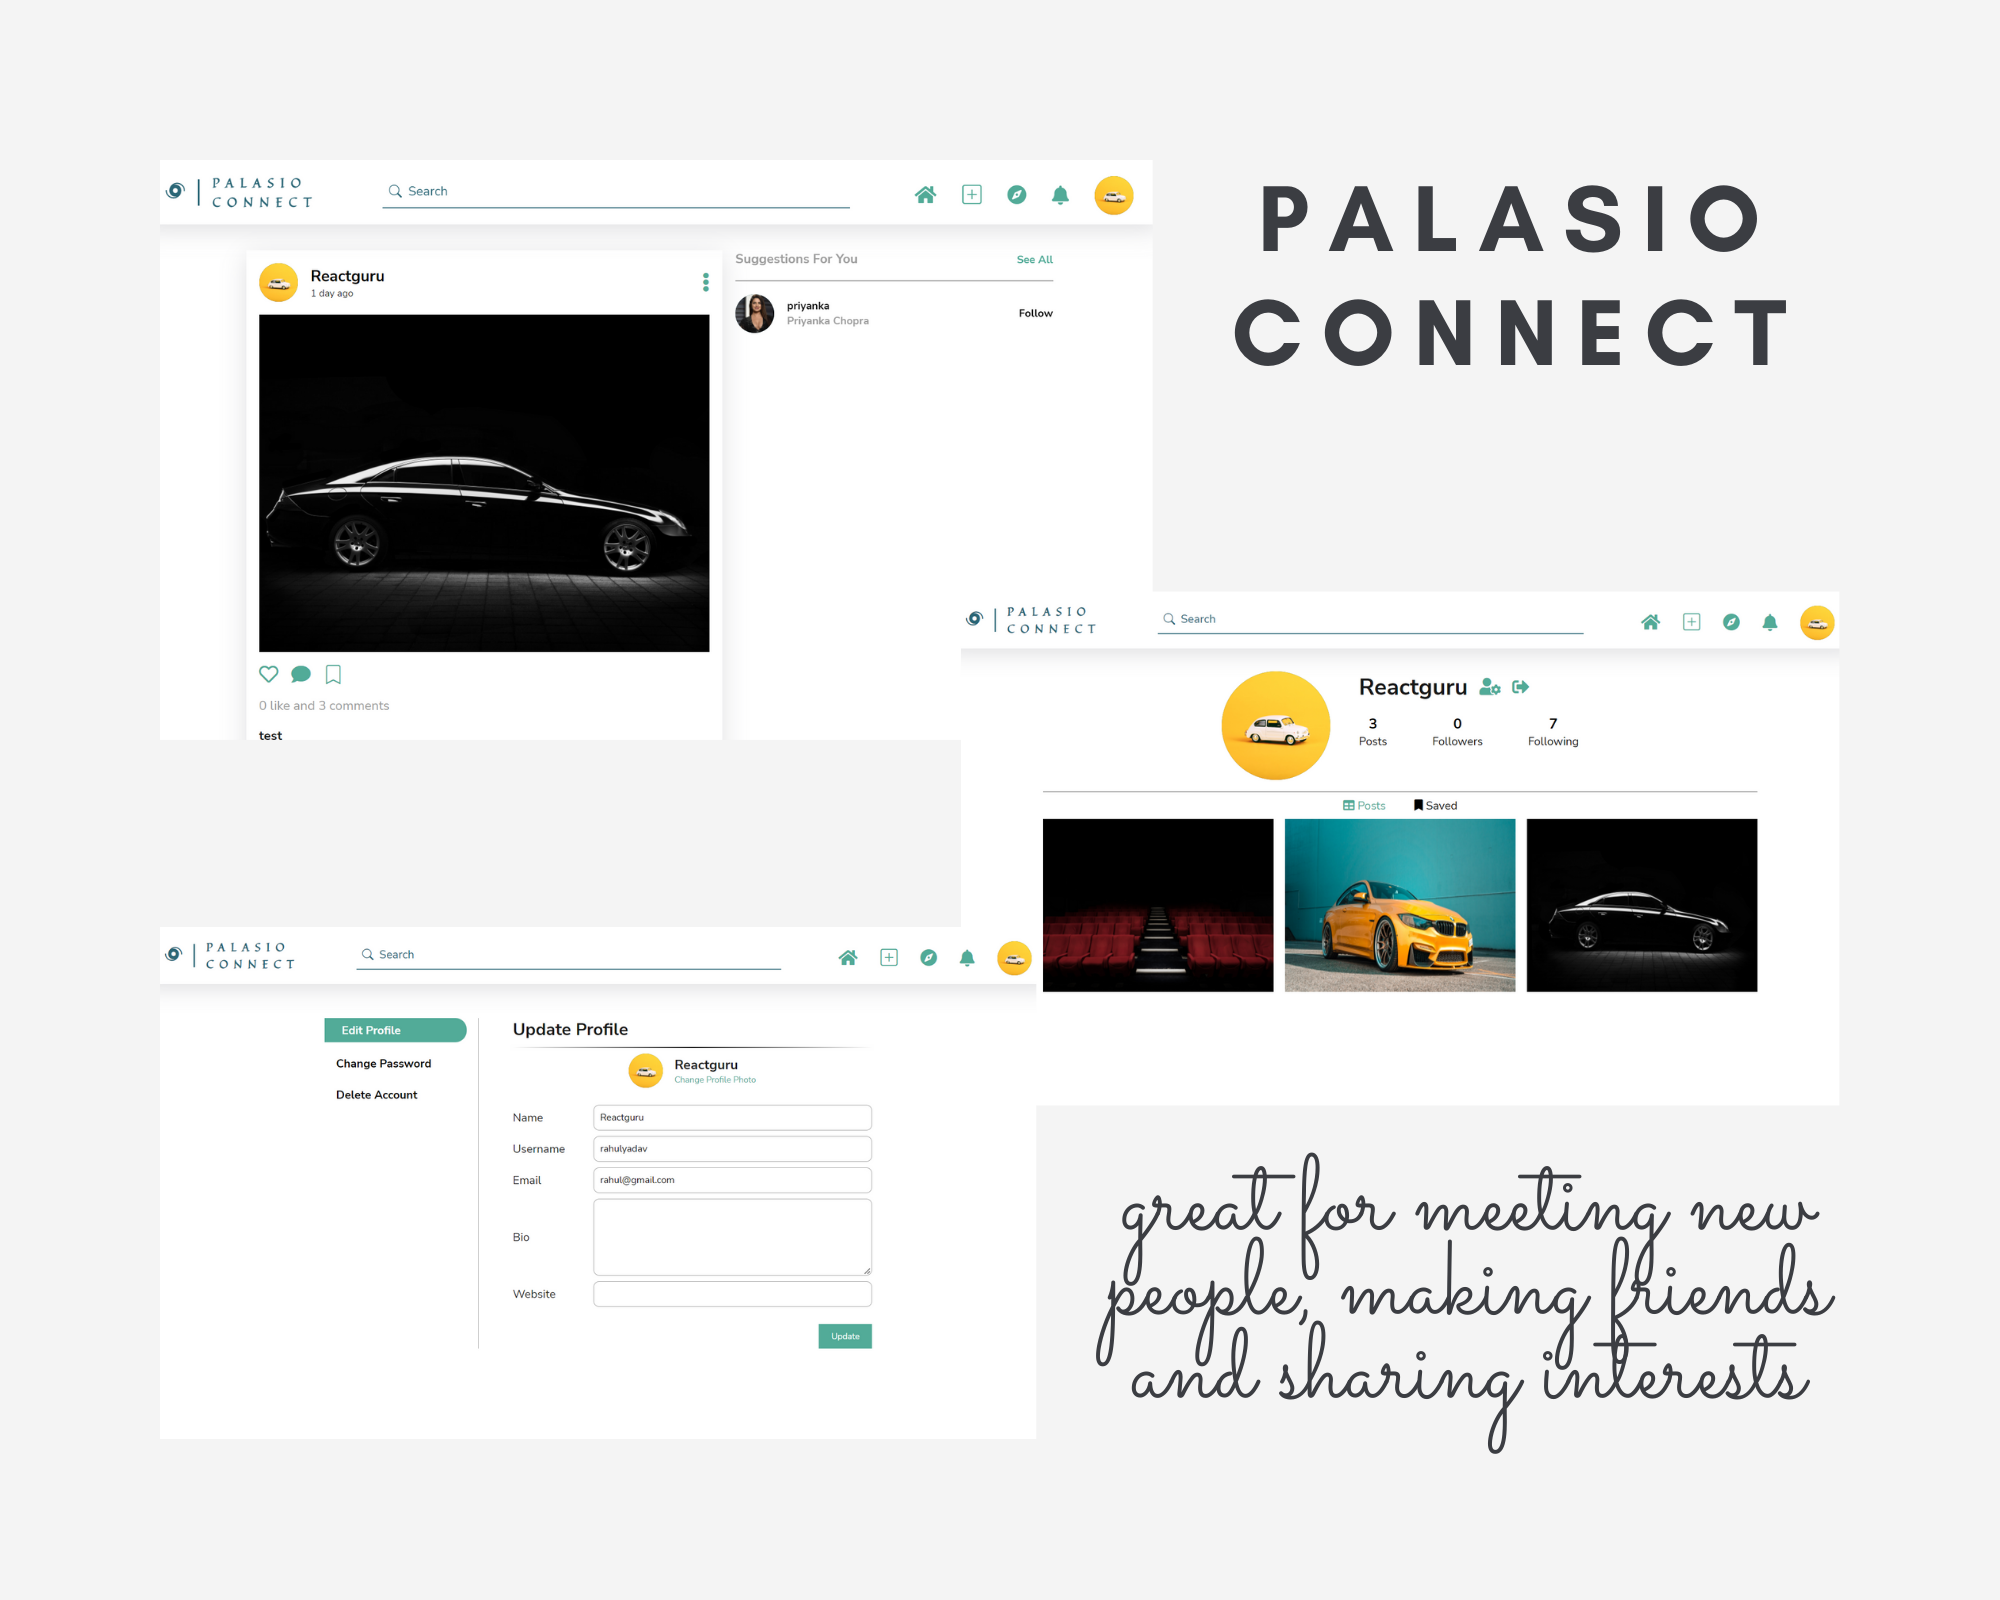 PALASIO
CONNECT
Search
Reactguru
1 day ago
0 like and 3 comments
test
Suggestions For You
See All
priyanka
Priyanka Chopra
Follow
PALASIO
CONNECT
PALASIO
CONNECT
Search
Reactguru
3 0 7
Posts Followers Following
Posts Saved
PALASIO
CONNECT
Search
Edit Profile
Change Password
Delete Account
Update Profile
Reactguru
Change Profile Photo
Name Reactguru
Username rahulyadav
Email rahul@gmail.com
Bio
Website
Update
great for meeting new
people, making friends
and sharing interests